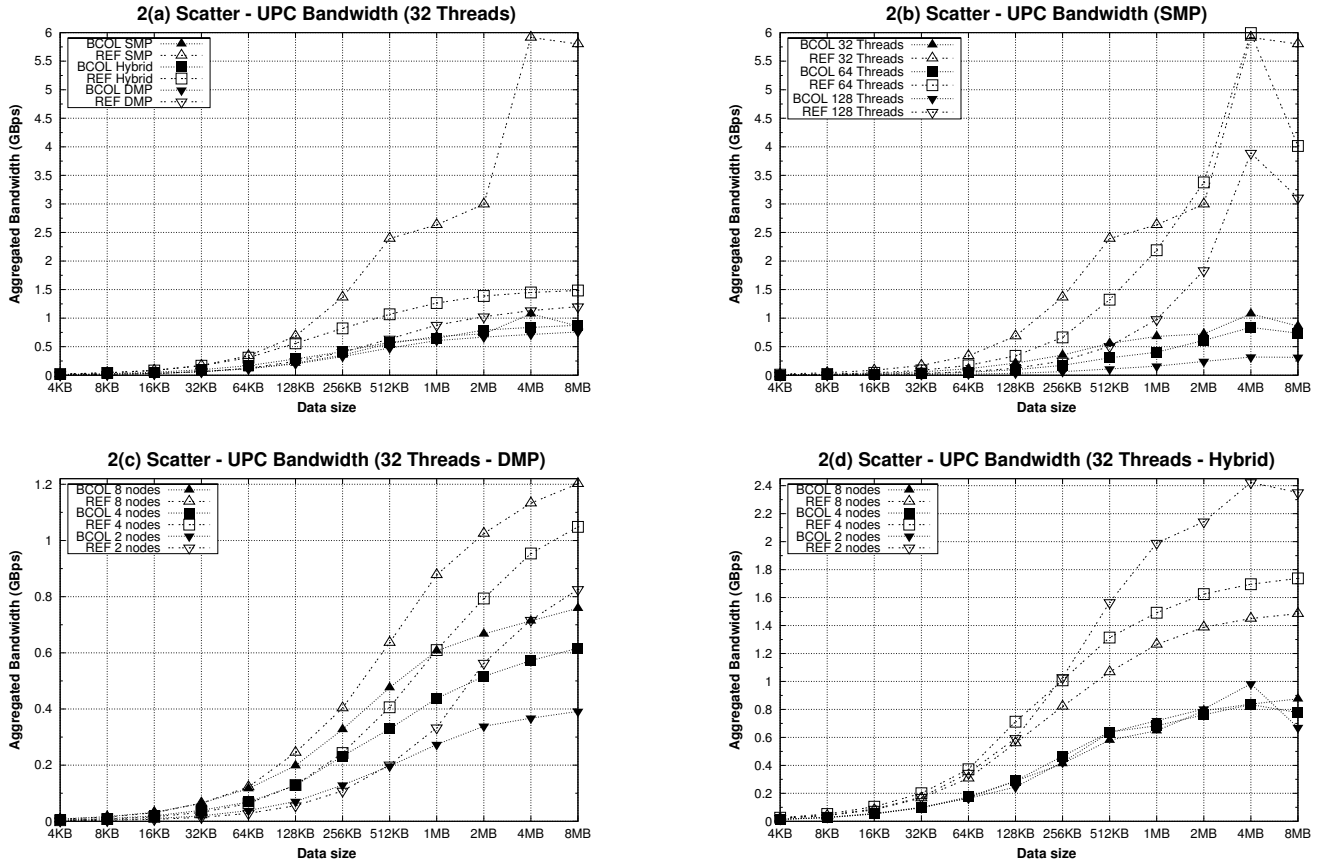 2(a) Scatter - UPC Bandwidth (32 Threads)
6
5.5
5
4.5
4
3.5
3
2.5
2
1.5
1
0.5
0
Aggregated Bandwidth (GBps)
BCOL SMP
REF SMP
BCOL Hybrid
REF Hybrid
BCOL DMP
REF DMP
4KB 8KB 16KB 32KB 64KB 128KB 256KB 512KB 1MB 2MB 4MB 8MB
Data size
2(b) Scatter - UPC Bandwidth (SMP)
6
5.5
5
4.5
4
3.5
3
2.5
2
1.5
1
0.5
0
Aggregated Bandwidth (GBps)
BCOL 32 Threads
REF 32 Threads
BCOL 64 Threads
REF 64 Threads
BCOL 128 Threads
REF 128 Threads
4KB 8KB 16KB 32KB 64KB 128KB 256KB 512KB 1MB 2MB 4MB 8MB
Data size
2(c) Scatter - UPC Bandwidth (32 Threads - DMP)
1.2
1
0.8
0.6
0.4
0.2
0
Aggregated Bandwidth (GBps)
BCOL 8 nodes
REF 8 nodes
BCOL 4 nodes
REF 4 nodes
BCOL 2 nodes
REF 2 nodes
4KB 8KB 16KB 32KB 64KB 128KB 256KB 512KB 1MB 2MB 4MB 8MB
Data size
2(d) Scatter - UPC Bandwidth (32 Threads - Hybrid)
2.4
2.2
2
1.8
1.6
1.4
1.2
1
0.8
0.6
0.4
0.2
0
Aggregated Bandwidth (GBps)
BCOL 8 nodes
REF 8 nodes
BCOL 4 nodes
REF 4 nodes
BCOL 2 nodes
REF 2 nodes
4KB 8KB 16KB 32KB 64KB 128KB 256KB 512KB 1MB 2MB 4MB 8MB
Data size